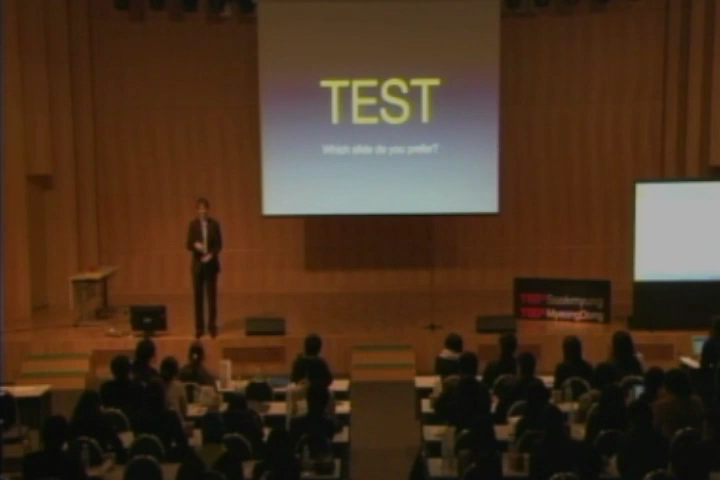 TEST
Which slide do you prefer?
TEDxSookmyung
TEDxMyeongDong